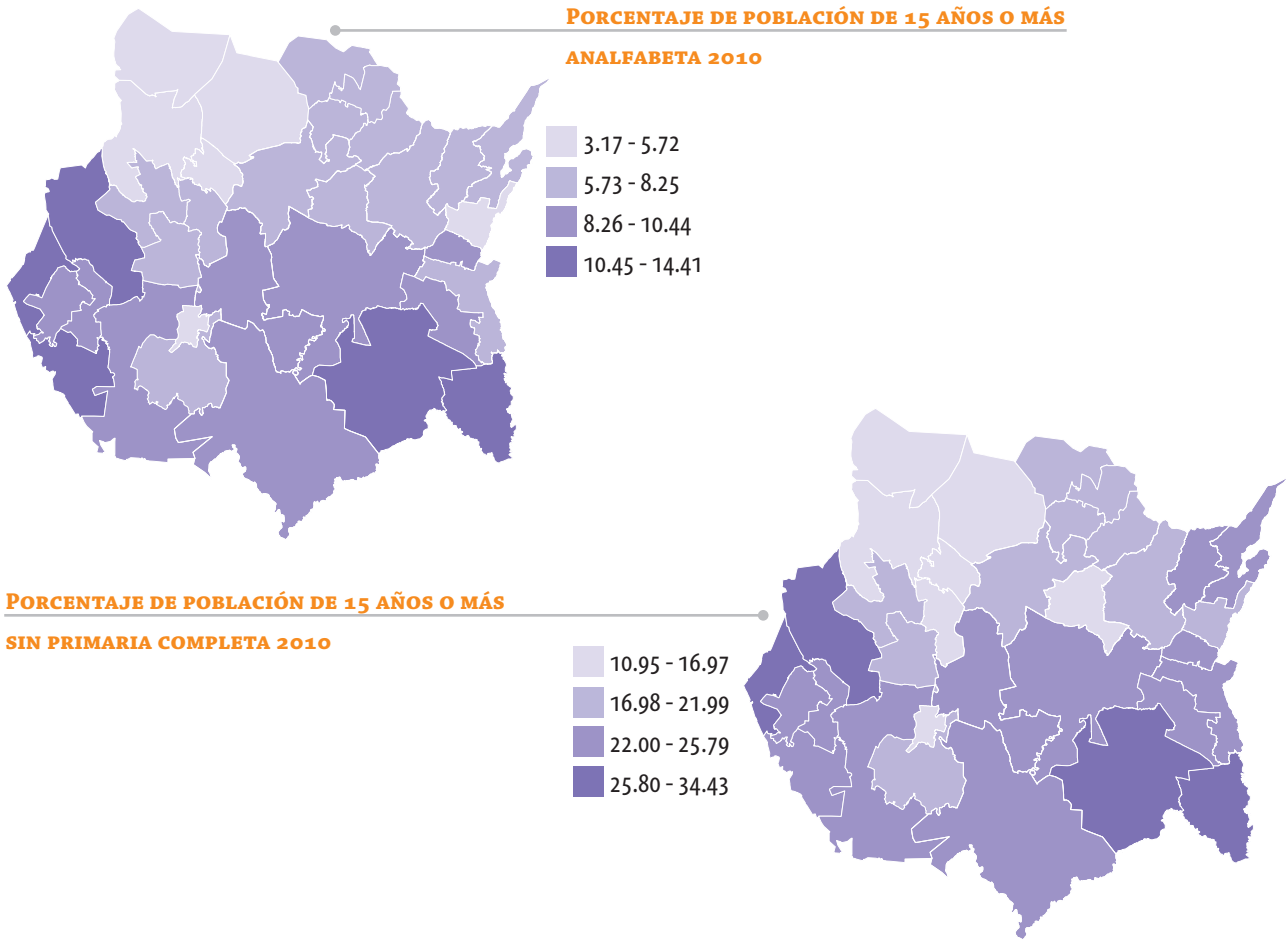 PORCENTAJE DE POBLACIÓN DE 15 AÑOS O MÁS
ANALFABETA 2010
3.17 - 5.72
5.73 - 8.25
8.26 - 10.44
10.45 - 14.41
PORCENTAJE DE POBLACIÓN DE 15 AÑOS O MÁS
SIN PRIMARIA COMPLETA 2010
10.95 - 16.97
16.98 - 21.99
22.00 - 25.79
25.80 - 34.43